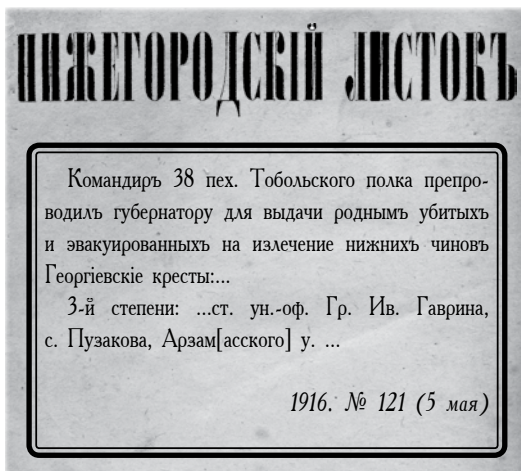 НИЖЕГОРОДСКІЙ ЛИСТОКЪ
Командиръ 38 пех. Тобольского полка препро-
водилъ губернатору для выдачи роднымъ убитыхъ
и эвакуированныхъ на излечение нижнихъ чиновъ
Георгіевскіе кресты:...
3-й степени: ...ст. ун.-оф. Гр. Ив. Гаврина,
с. Пузакова, Арзам[асского] у. ...
1916. № 121 (5 мая)